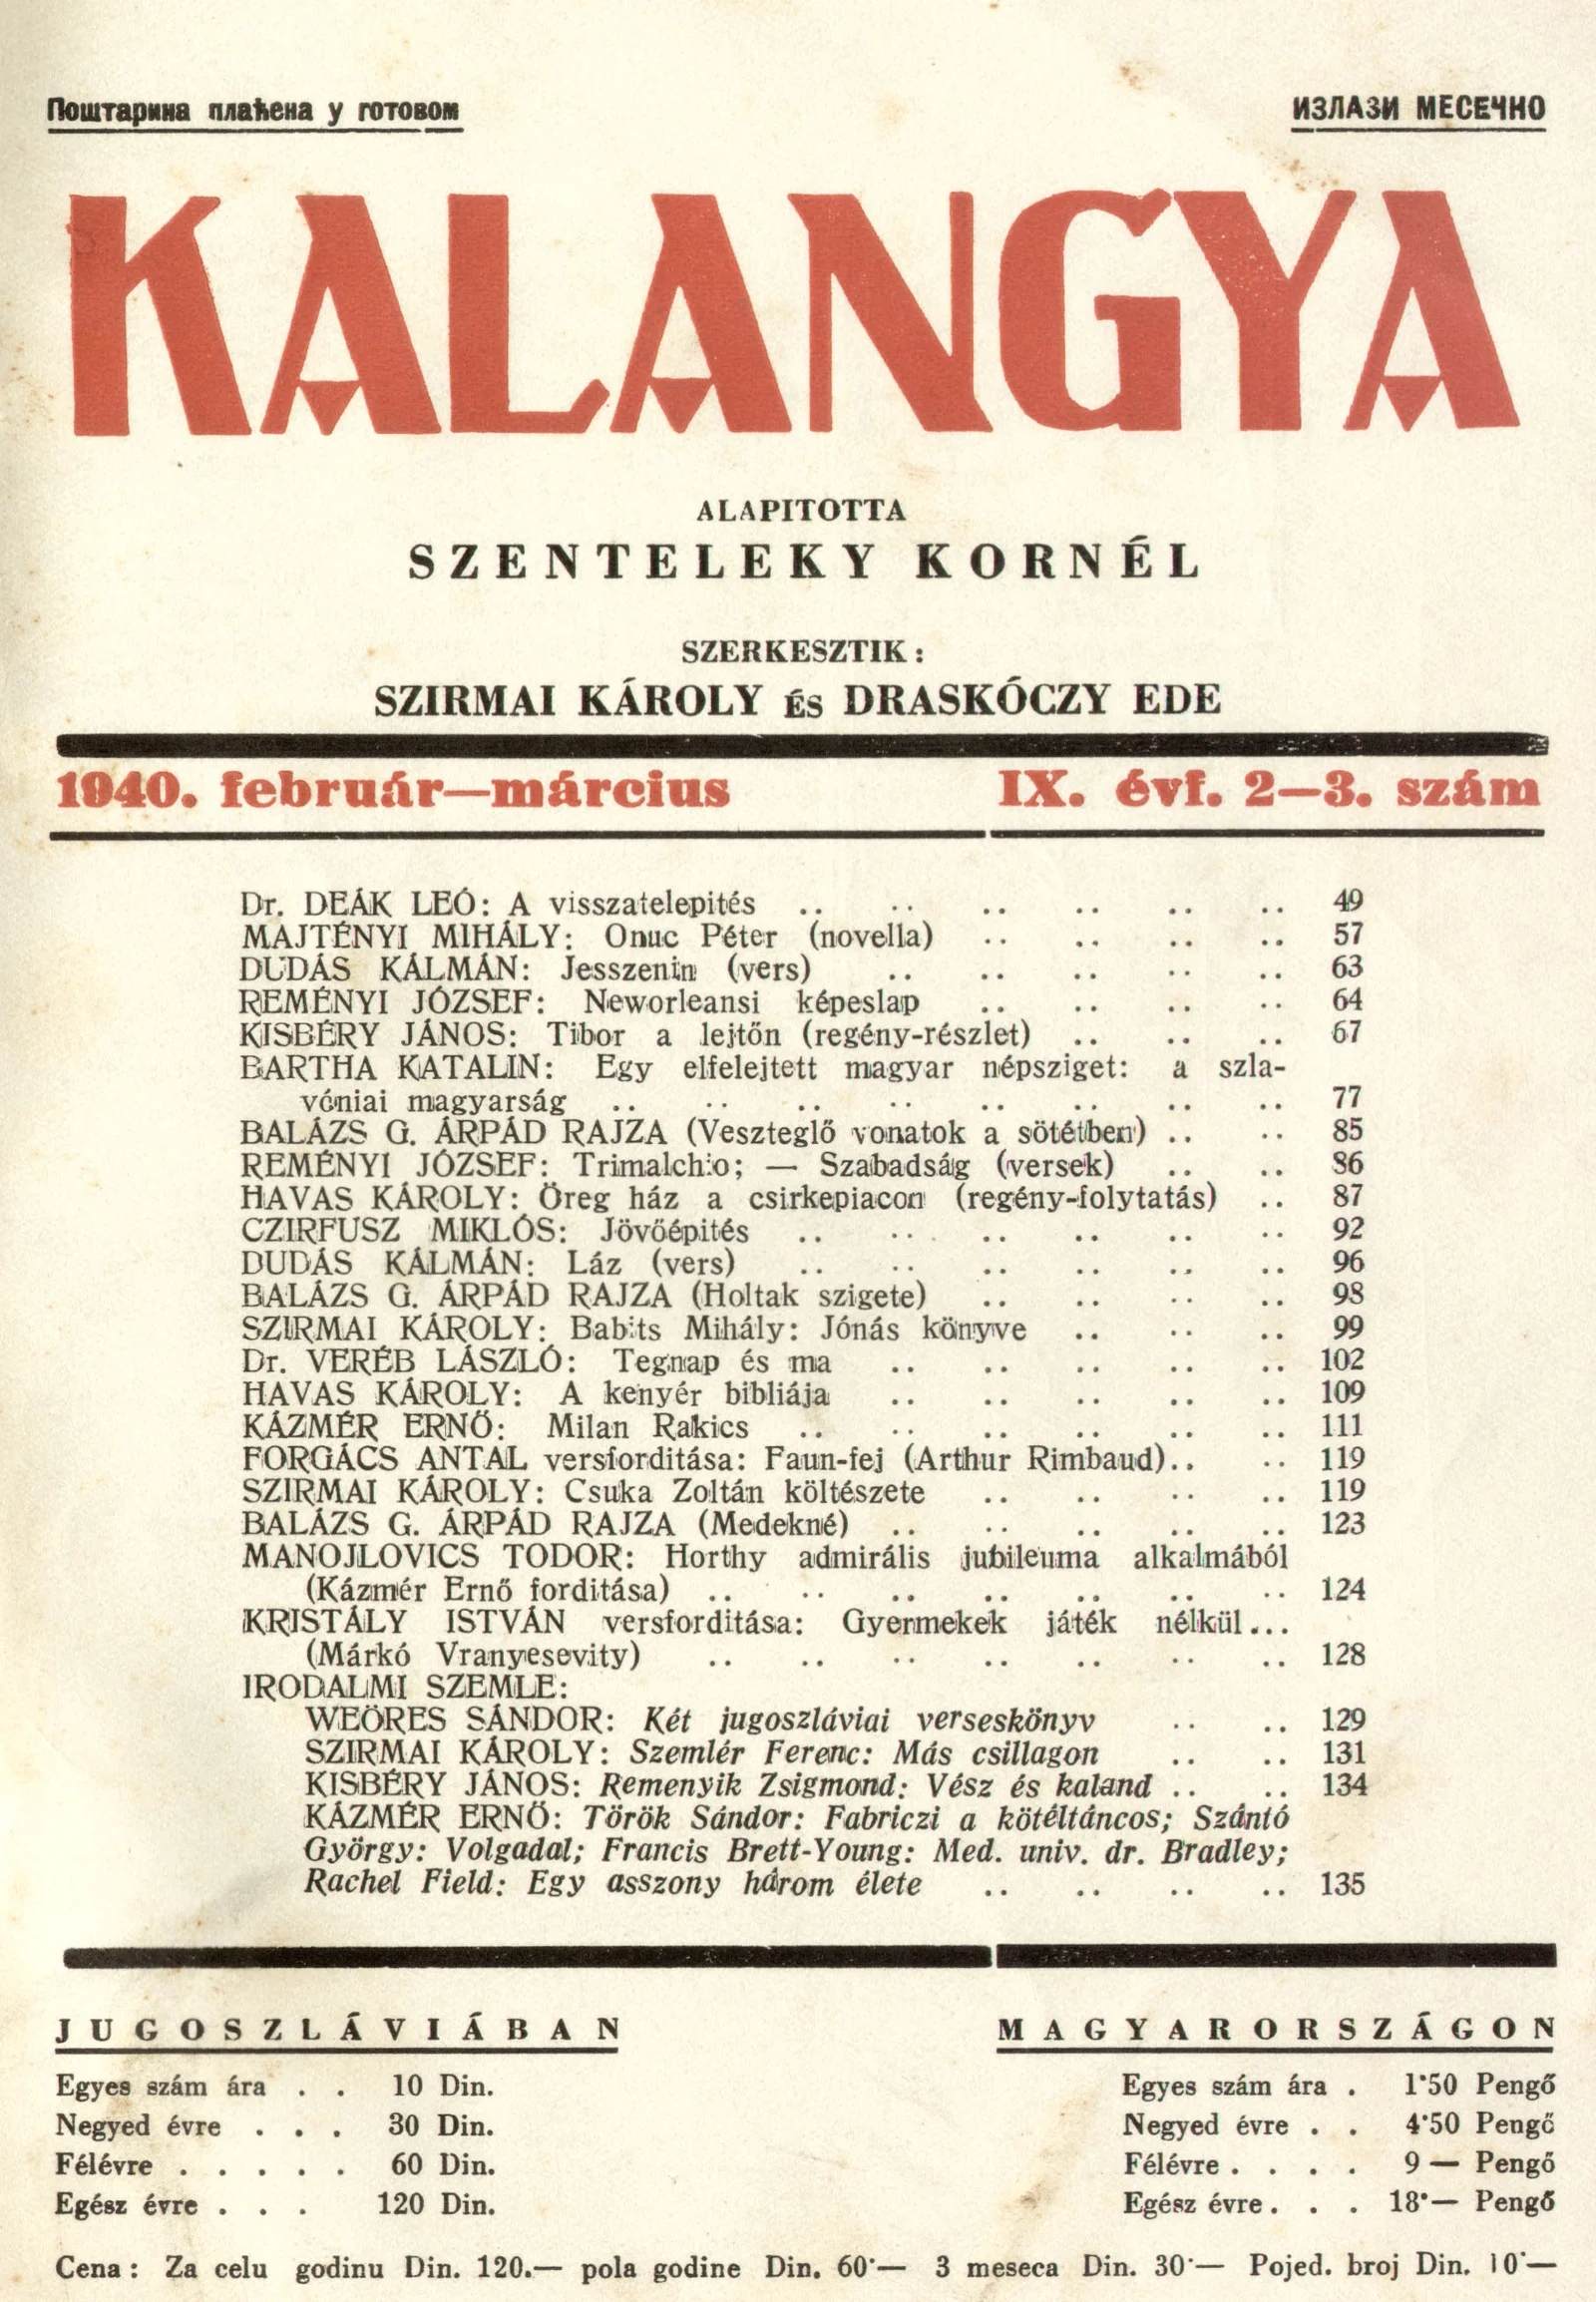 Поштарина плаћена у готовом
ИЗЛАЗИ МЕСЕЧНО
KALANGYA
ALAPITOTTA
SZENTELEKY KORNÉL
SZERKESZTIK:
SZIRMAI KÁROLY és DRASKÓCZY EDE
1940. február—március IX. évf. 2—3. szám
Dr. DEÁK LEÓ: A visszatelepités .. .. .. .. .. .. 49
MAJTÉNYI MIHÁLY: Onuc Péter (novella) .. .. .. .. 57
DUDÁS KÁLMÁN: Jesszenin (vers) .. .. .. .. .. 63
REMÉNYI JÓZSEF: Neworleansi képeslap .. .. .. .. 64
KISBÉRY JÁNOS: Tibor a lejtőn (regény-részlet) .. .. .. 67
BARTHA KATALIN: Egy elfelejtett magyar népsziget: a szla-
vóniai magyarság .. .. .. .. .. .. .. .. 77
BALÁZS G. ÁRPÁD RAJZA (Veszteglő vonatok a sötétben) .. .. 85
REMÉNYI JÓZSEF: Trimalchio; — Szabadság (versek) .. .. 86
HAVAS KÁROLY: Öreg ház a csirkepiacon (regény-folytatás) .. 87
CZIRFUSZ MIKLÓS: Jövőépités .. .. .. .. .. .. 92
DUDÁS KÁLMÁN: Láz (vers) .. .. .. .. .. .. 96
BALÁZS G. ÁRPÁD RAJZA (Holtak szigete) .. .. .. .. 98
SZIRMAI KÁROLY: Babits Mihály: Jónás könyve .. .. .. 99
Dr. VERÉB LÁSZLÓ: Tegnap és ma .. .. .. .. .. 102
HAVAS KÁROLY: A kenyér bibliája .. .. .. .. .. 109
KÁZMÉR ERNŐ: Milan Rakics .. .. .. .. .. .. 111
FORGÁCS ANTAL versforditása: Faun-fej (Arthur Rimbaud).. .. 119
SZIRMAI KÁROLY: Csuka Zoltán költészete .. .. .. .. 119
BALÁZS G. ÁRPÁD RAJZA (Medekné) .. .. .. .. .. 123
MANOJLOVICS TODOR: Horthy admirális jubileuma alkalmából
(Kázmér Ernő forditása) .. .. .. .. .. .. .. 124
KRISTÁLY ISTVÁN versforditása: Gyermekek játék nélkül...
(Márkó Vranyesevity) .. .. .. .. .. .. .. 128
IRODALMI SZEMLE:
WEÖRES SÁNDOR: Két jugoszláviai verseskönyv .. .. 129
SZIRMAI KÁROLY: Szemlér Ferenc: Más csillagon .. .. 131
KISBÉRY JÁNOS: Remenyik Zsigmond: Vész és kaland .. .. 134
KÁZMÉR ERNŐ: Török Sándor: Fabriczi a kötéltáncos; Szántó
György: Volgadal; Francis Brett-Young: Med. univ. dr. Bradley;
Rachel Field: Egy asszony három élete .. .. .. .. 135
JUGOSZLÁVIÁBAN
Egyes szám ára . . 10 Din.
Negyed évre . . . 30 Din.
Félévre . . . . . 60 Din.
Egész évre . . . 120 Din.
MAGYARORSZÁGON
Egyes szám ára . 1·50 Pengő
Negyed évre . . 4·50 Pengő
Félévre . . . . 9 — Pengő
Egész évre . . . 18·— Pengő
Cena: Za celu godinu Din. 120.— pola godine Din. 60·— 3 meseca Din. 30·— Pojed. broj Din. 10·—